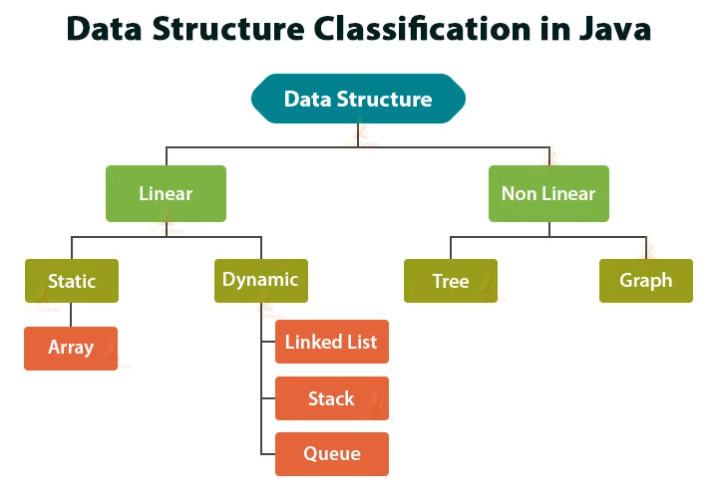 Data Structure Classification in Java
Data Structure
Linear
Non Linear
Static
Dynamic
Tree
Graph
Array
Linked List
Stack
Queue